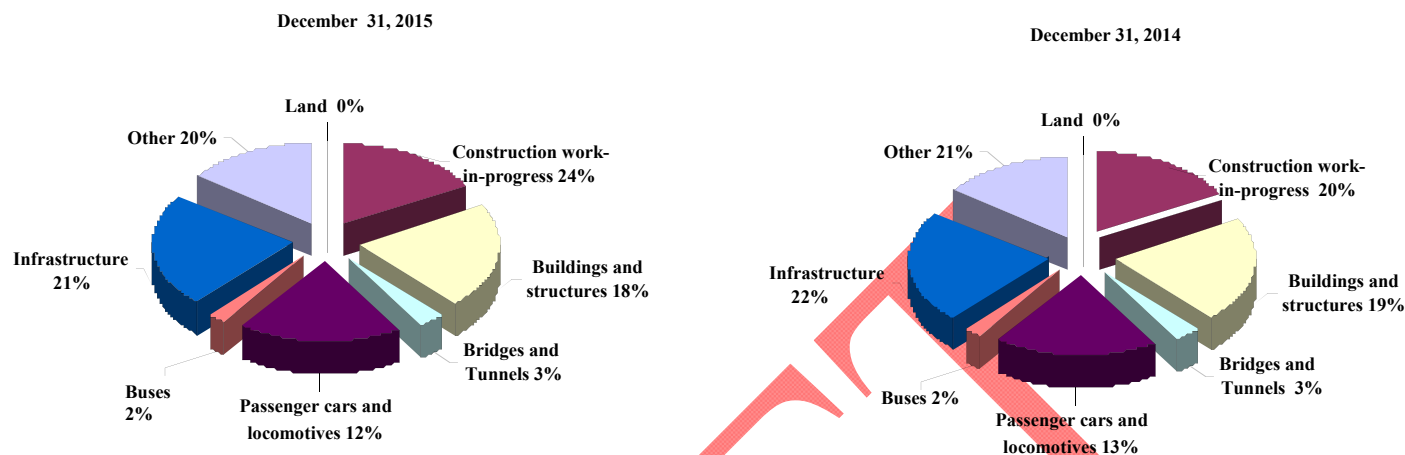 December 31, 2015
Land 0%
Other 20%
Construction work-
in-progress 24%
Infrastructure
21%
Buildings and
structures 18%
Bridges and
Tunnels 3%
Buses
2%
Passenger cars and
locomotives 12%
December 31, 2014
Land 0%
Other 21%
Construction work-
in-progress 20%
Infrastructure
22%
Buildings and
structures 19%
Bridges and
Tunnels 3%
Buses 2%
Passenger cars and
locomotives 13%